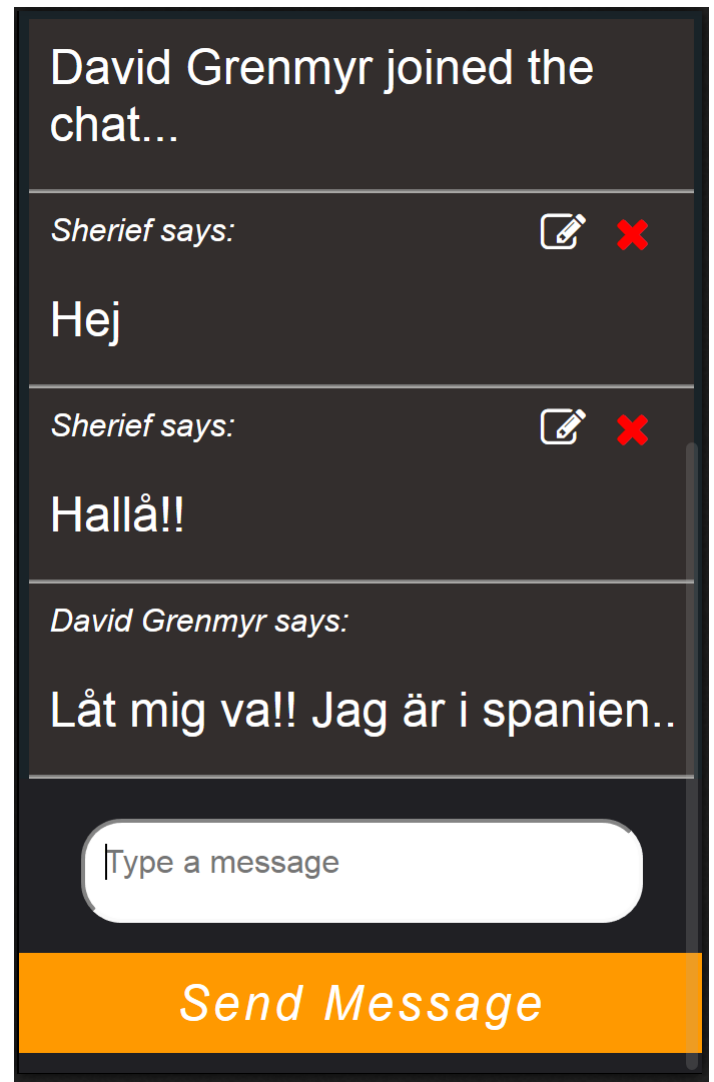 David Grenmyr joined the
chat...
Sherief says:
Hej
Sherief says:
Hallå!!
David Grenmyr says:
Låt mig va!! Jag är i spanien..
Type a message
Send Message